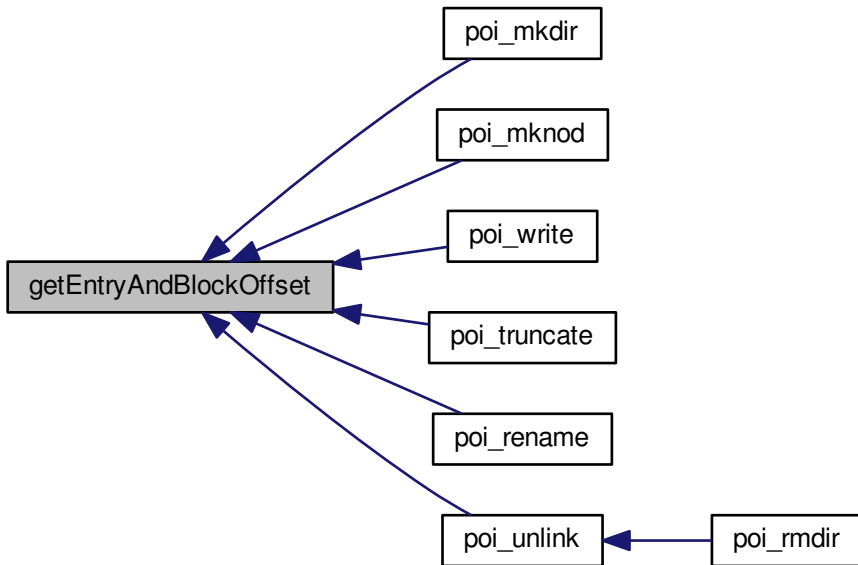 poi_mkdir
poi_mknod
poi_write
getEntryAndBlockOffset
poi_truncate
poi_rename
poi_unlink
poi_rmdir